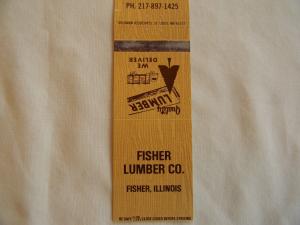 PH. 217-897-1425
WE
DELIVER
Quality
LUMBER
FISHER
LUMBER CO.
FISHER, ILLINOIS